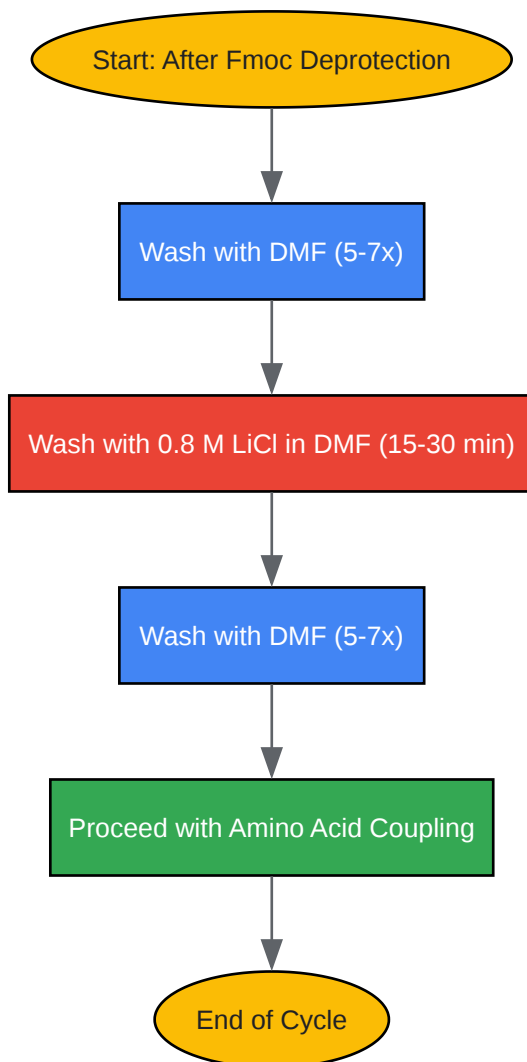 Start: After Fmoc Deprotection
Wash with DMF (5-7x)
Wash with 0.8 M LiCl in DMF (15-30 min)
Wash with DMF (5-7x)
Proceed with Amino Acid Coupling
End of Cycle